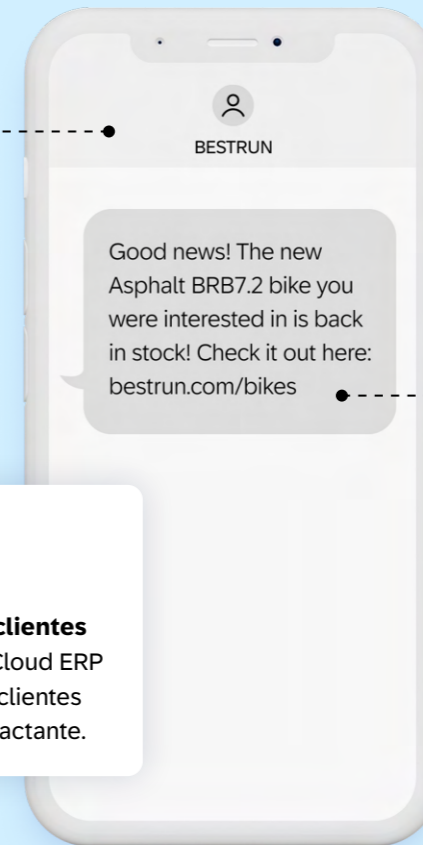 BESTRUN
Good news! The new
Asphalt BRB7.2 bike you
were interested in is back
in stock! Check it out here:
bestrun.com/bikes
clientes
Cloud ERP
clientes
actante.